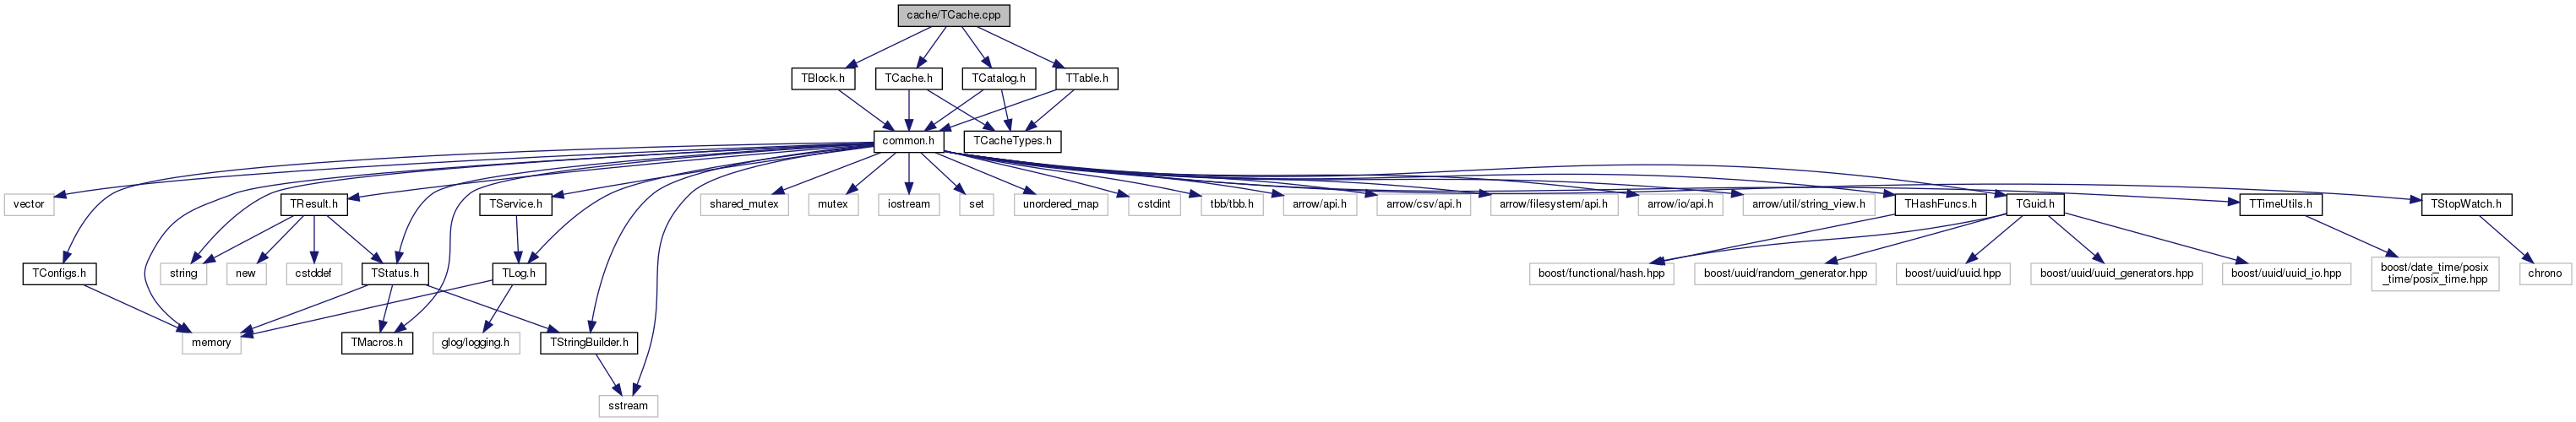 cache/TCache.cpp
TBlock.h
TCache.h
TCatalog.h
TTable.h
common.h
TCacheTypes.h
vector
TResult.h
TService.h
shared_mutex
mutex
iostream
set
unordered_map
cstdint
tbb/tbb.h
arrow/api.h
arrow/csv/api.h
arrow/filesystem/api.h
arrow/io/api.h
arrow/util/string_view.h
THashFuncs.h
TGuid.h
TTimeUtils.h
TStopWatch.h
TConfigs.h
string
new
cstddef
TStatus.h
TLog.h
boost/functional/hash.hpp
boost/uuid/random_generator.hpp
boost/uuid/uuid.hpp
boost/uuid/uuid_generators.hpp
boost/uuid/uuid_io.hpp
boost/date_time/posix
_time/posix_time.hpp
chrono
memory
TMacros.h
glog/logging.h
TStringBuilder.h
sstream